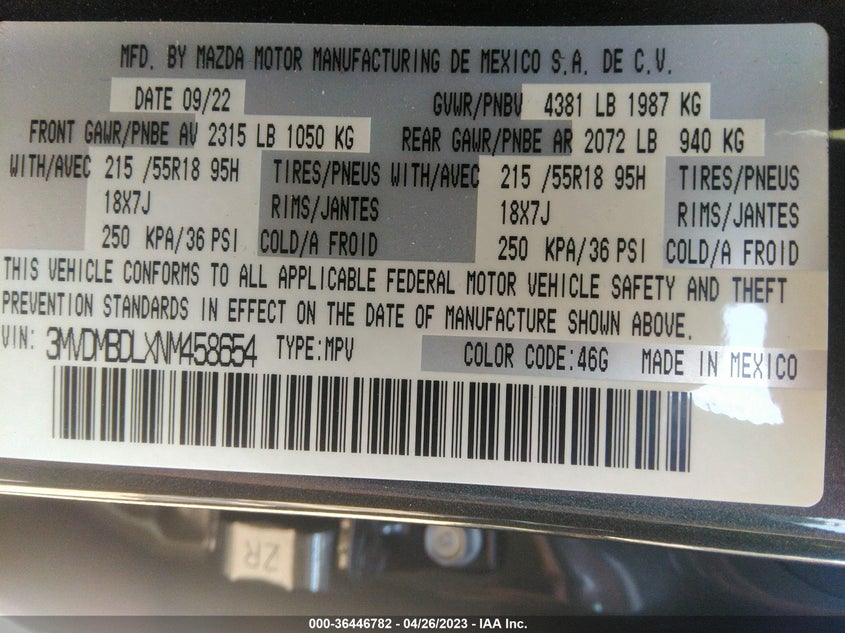 MFD. BY MAZDA MOTOR MANUFACTURING DE MEXICO S.A. DE C.V.
DATE 09/22 GVWR/PNBV 4381 LB 1987 KG
FRONT GAWR/PNBE AV 2315 LB 1050 KG REAR GAWR/PNBE AR 2072 LB 940 KG
WITH/AVEC 215 /55R18 95H TIRES/PNEUS WITH/AVEC 215 /55R18 95H TIRES/PNEUS
18X7J RIMS/JANTES 18X7J RIMS/JANTES
250 KPA/36 PSI COLD/A FROID 250 KPA/36 PSI COLD/A FROID
THIS VEHICLE CONFORMS TO ALL APPLICABLE FEDERAL MOTOR VEHICLE SAFETY AND THEFT
PREVENTION STANDARDS IN EFFECT ON THE DATE OF MANUFACTURE SHOWN ABOVE.
VIN: 3MVDMBDLXNM458654 TYPE:MPV COLOR CODE:46G MADE IN MEXICO
ZR
000-36446782 - 04/26/2023 - IAA Inc.